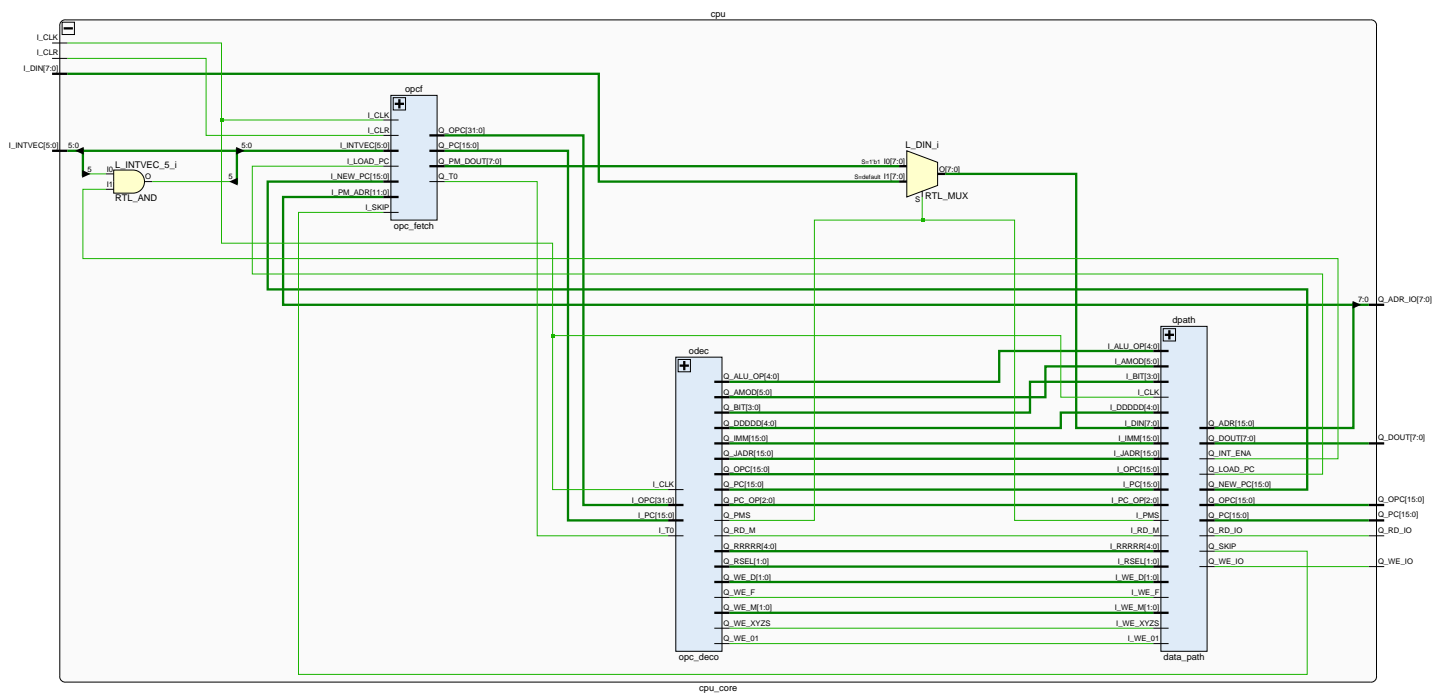 cpu
I_CLK
I_CLR
I_DIN[7:0]
I_INTVEC[5:0]
5:0
5:0
5
I0
I1
L_INTVEC_5_i
O
5
RTL_AND
opcf
I_CLK
I_CLR
I_INTVEC[5:0]
I_LOAD_PC
I_NEW_PC[15:0]
I_PM_ADR[11:0]
I_SKIP
Q_OPC[31:0]
Q_PC[15:0]
Q_PM_DOUT[7:0]
Q_T0
opc_fetch
L_DIN_i
S=1'b1 I0[7:0]
S=default I1[7:0]
O[7:0]
S
RTL_MUX
7:0
Q_ADR_IO[7:0]
odec
I_CLK
I_OPC[31:0]
I_PC[15:0]
I_T0
Q_ALU_OP[4:0]
Q_AMOD[5:0]
Q_BIT[3:0]
Q_DDDDD[4:0]
Q_IMM[15:0]
Q_JADR[15:0]
Q_OPC[15:0]
Q_PC[15:0]
Q_PC_OP[2:0]
Q_PMS
Q_RD_M
Q_RRRRR[4:0]
Q_RSEL[1:0]
Q_WE_D[1:0]
Q_WE_F
Q_WE_M[1:0]
Q_WE_XYZS
Q_WE_01
opc_deco
dpath
I_ALU_OP[4:0]
I_AMOD[5:0]
I_BIT[3:0]
I_CLK
I_DDDDD[4:0]
I_DIN[7:0]
I_IMM[15:0]
I_JADR[15:0]
I_OPC[15:0]
I_PC[15:0]
I_PC_OP[2:0]
I_PMS
I_RD_M
I_RRRRR[4:0]
I_RSEL[1:0]
I_WE_D[1:0]
I_WE_F
I_WE_M[1:0]
I_WE_XYZS
I_WE_01
Q_ADR[15:0]
Q_DOUT[7:0]
Q_INT_ENA
Q_LOAD_PC
Q_NEW_PC[15:0]
Q_OPC[15:0]
Q_PC[15:0]
Q_RD_IO
Q_SKIP
Q_WE_IO
data_path
Q_DOUT[7:0]
Q_OPC[15:0]
Q_PC[15:0]
Q_RD_IO
Q_WE_IO
cpu_core